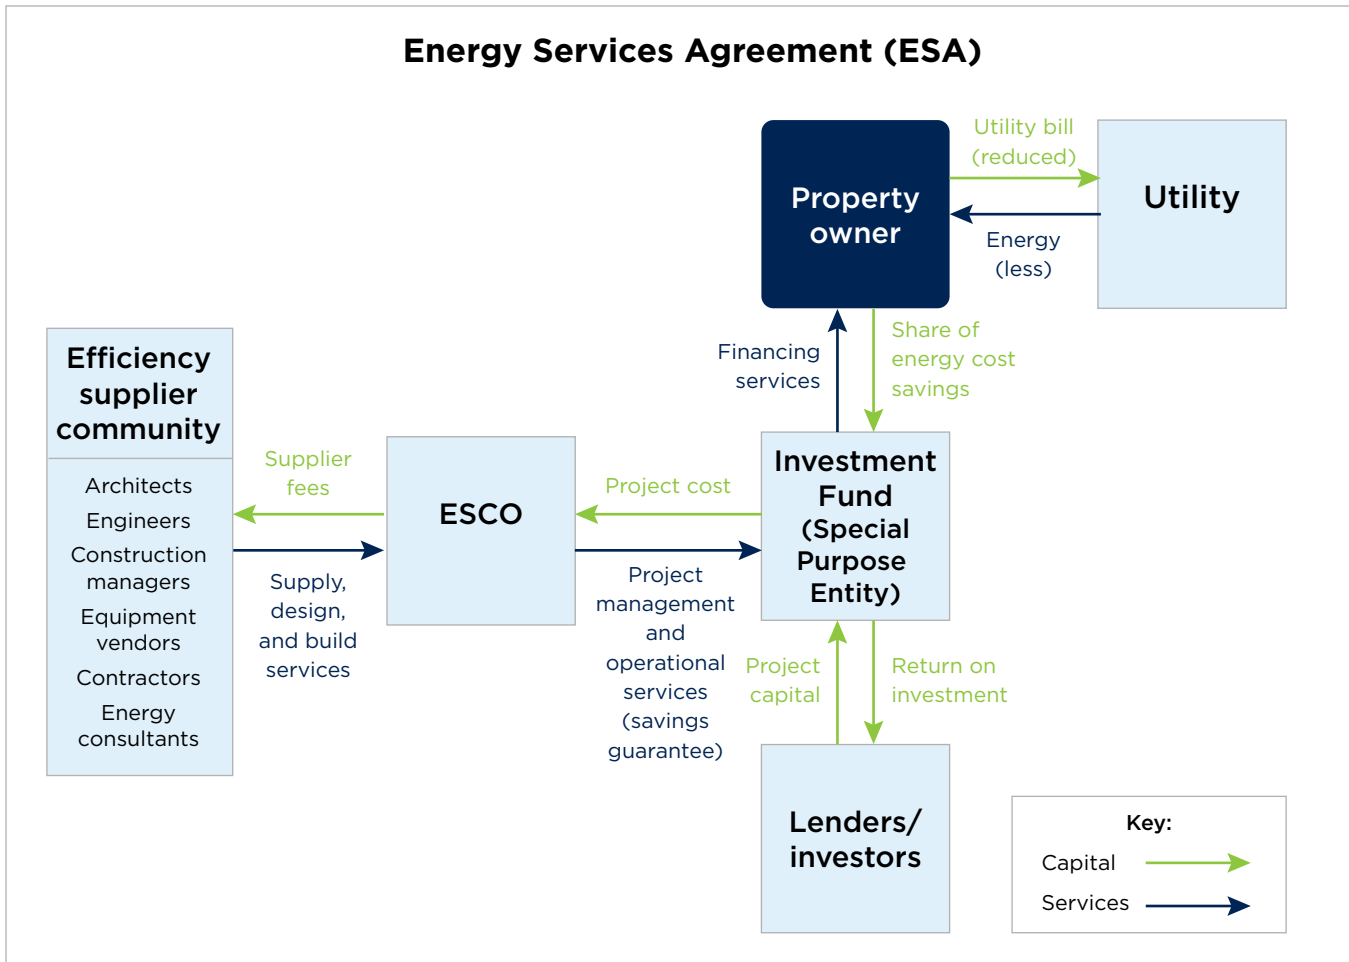 Energy Services Agreement (ESA)
Property
owner
Utility bill
(reduced)
Energy
(less)
Utility
Financing
services
Share of
energy cost
savings
Efficiency
supplier
community
Architects
Engineers
Construction
managers
Equipment
vendors
Contractors
Energy
consultants
Supplier
fees
Supply,
design,
and build
services
ESCO
Project cost
Project
management
and
operational
services
(savings
guarantee)
Investment
Fund
(Special
Purpose
Entity)
Project
capital
Return on
investment
Lenders/
investors
Key:
Capital
Services